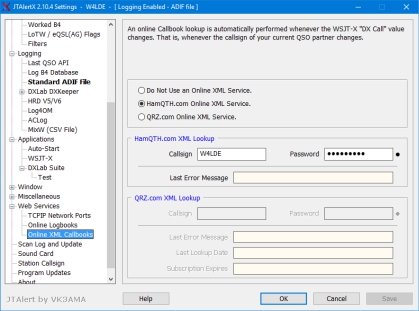 JTAlertX 2.10.4 Settings - W4LDE - [ Logging Enabled - ADIF file ]
Worked B4
LoTW / eQSL(AG) Flags
Filters
Logging
Last QSO API
Log B4 Database
Standard ADIF File
DXLab DXKeeper
HRD V5/V6
Log4OM
ACLog
MixW (CSV File)
Applications
Auto-Start
WSJT-X
DXLab Suite
Test
Window
Miscellaneous
Web Services
TCPIP Network Ports
Online Logbooks
Online XML Callbooks
Scan Log and Update
Sound Card
Station Callsign
Program Updates
About
JTAlert by VK3AMA
An online Callbook lookup is automatically performed whenever the WSJT-X "DX Call" value
changes. That is, whenever the callsign of your current QSO partner changes.
Do Not Use an Online XML Service.
HamQTH.com Online XML Service.
QRZ.com Online XML Service.
HamQTH.com XML Lookup
Callsign W4LDE Password
Last Error Message
QRZ.com XML Lookup
Callsign Password
Last Error Message
Last Lookup Date
Subscription Expires
Help OK Cancel Save